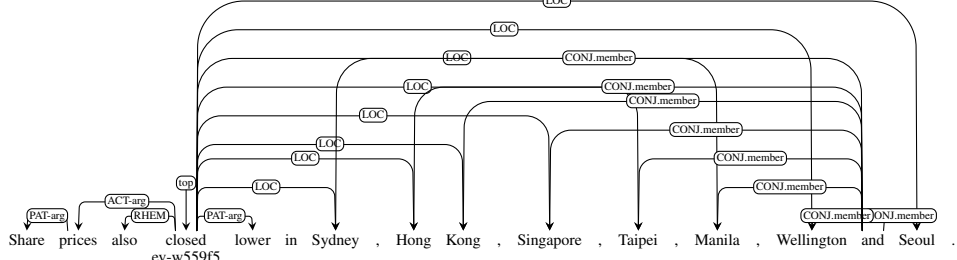 LOC
LOC
LOC CONJ.member
LOC CONJ.member
CONJ.member
LOC CONJ.member
LOC
LOC CONJ.member
top
LOC CONJ.member
ACT-arg
PAT-arg RHEM PAT-arg CONJ.member ONJ.member
Share prices also closed lower in Sydney , Hong Kong , Singapore , Taipei , Manila , Wellington and Seoul .
ev-w559f5